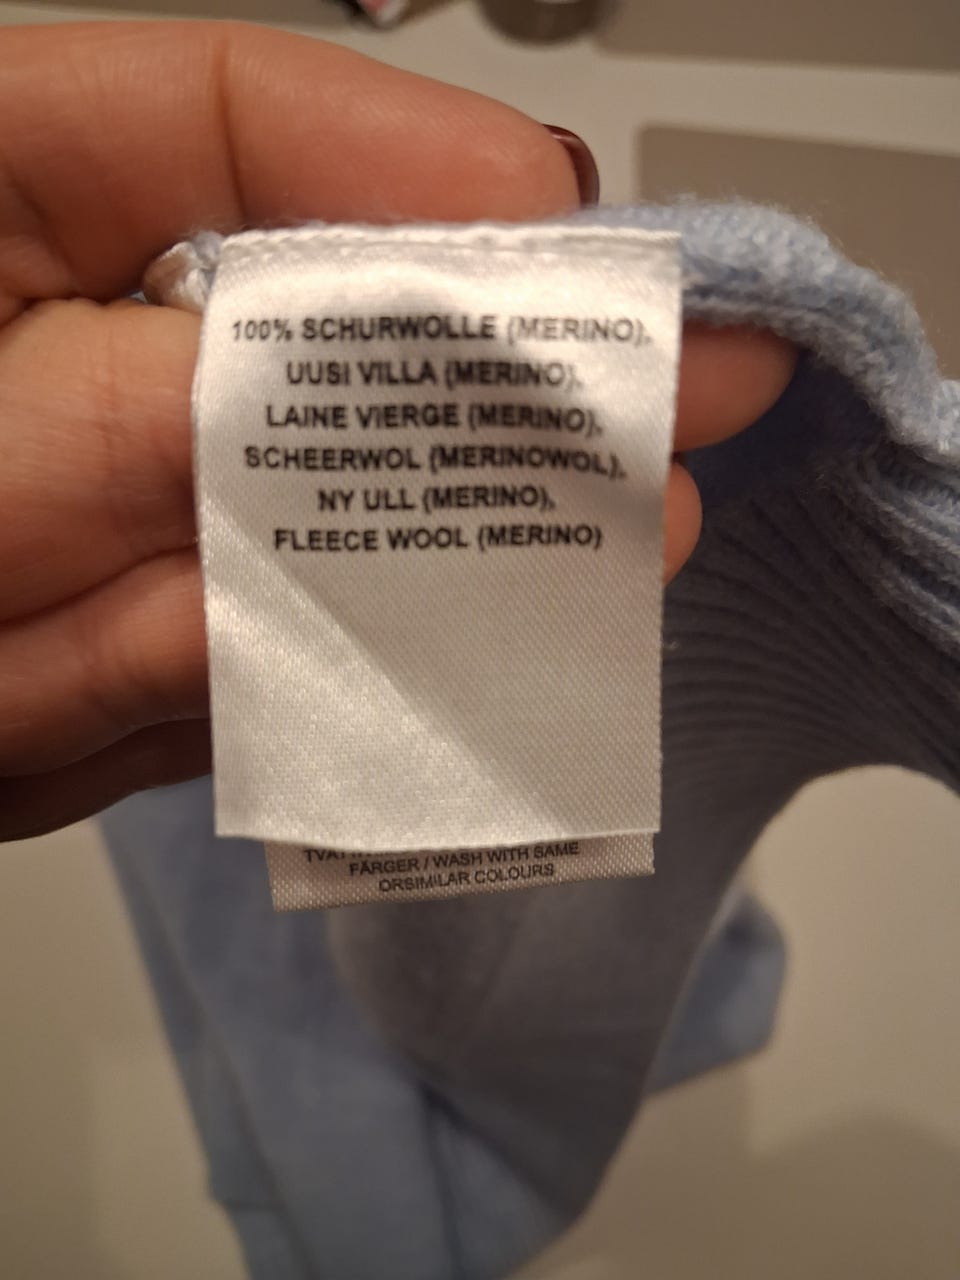 100% SCHURWOLLE (MERINO),
UUSI VILLA (MERINO),
LAINE VIERGE (MERINO),
SCHEERWOL (MERINOWOL),
NY ULL (MERINO),
FLEECE WOOL (MERINO)
FÄRGER / WASH WITH SAME
ORSIMILAR COLOURS